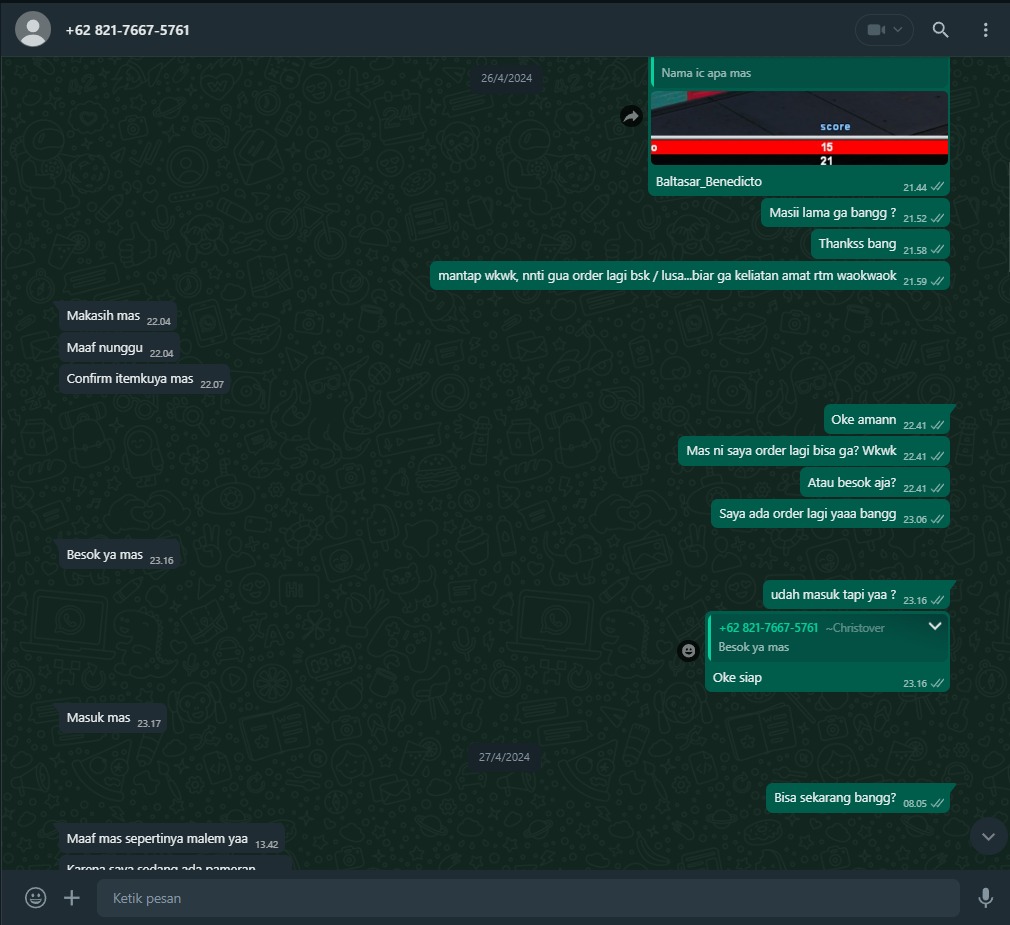 +62 821-7667-5761
26/4/2024
Nama ic apa mas
score
o 15
21
Baltasar_Benedicto 21.44
Masii lama ga bangg ? 21.52
Thankss bang 21.58
mantap wkwk, nnti gua order lagi bsk / lusa...biar ga keliatan amat rtm waokwaok 21.59
Makasih mas 22.04
Maaf nunggu 22.04
Confirm itemkuya mas 22.07
Oke amann 22.41
Mas ni saya order lagi bisa ga? Wkwk 22.41
Atau besok aja? 22.41
Saya ada order lagi yaaa bangg 23.06
Besok ya mas 23.16
udah masuk tapi yaa ? 23.16
+62 821-7667-5761 ~Christover
Besok ya mas
Oke siap 23.16
Masuk mas 23.17
27/4/2024
Bisa sekarang bangg? 08.05
Maaf mas sepertinya malem yaa 13.42
Karena saya sedang ada pameran
Ketik pesan